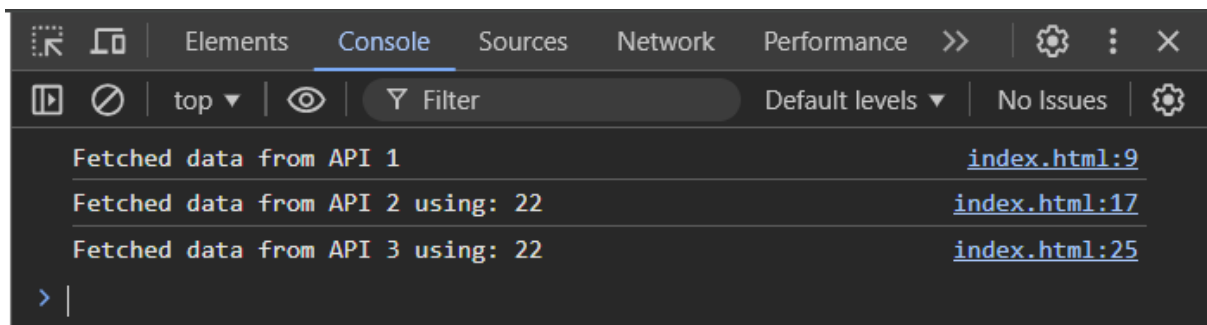 Elements Console Sources Network Performance
top Filter Default levels No Issues
Fetched data from API 1 index.html:9
Fetched data from API 2 using: 22 index.html:17
Fetched data from API 3 using: 22 index.html:25